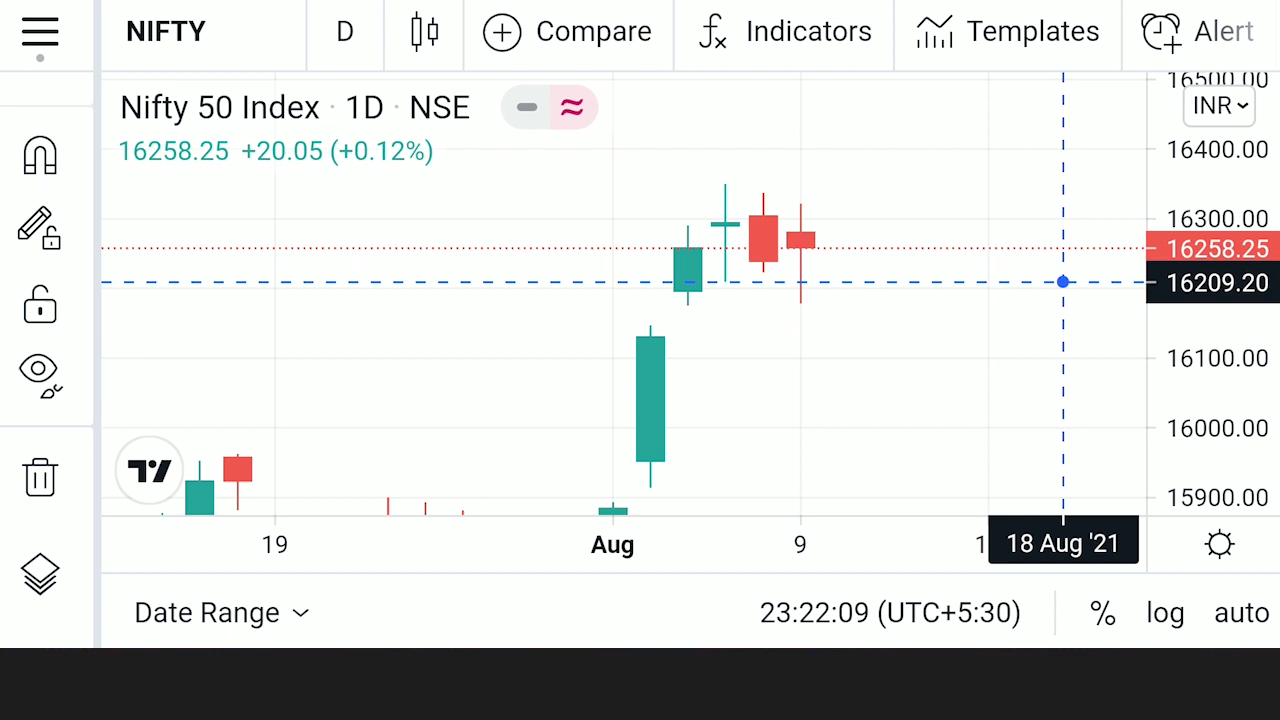 NIFTY D Compare Indicators Templates Alert
Nifty 50 Index · 1D · NSE
16258.25 +20.05 (+0.12%)
16500.00
INR
16400.00
16300.00
16258.25
16209.20
16100.00
16000.00
15900.00
19 Aug 9 1 18 Aug '21
Date Range 23:22:09 (UTC+5:30) % log auto